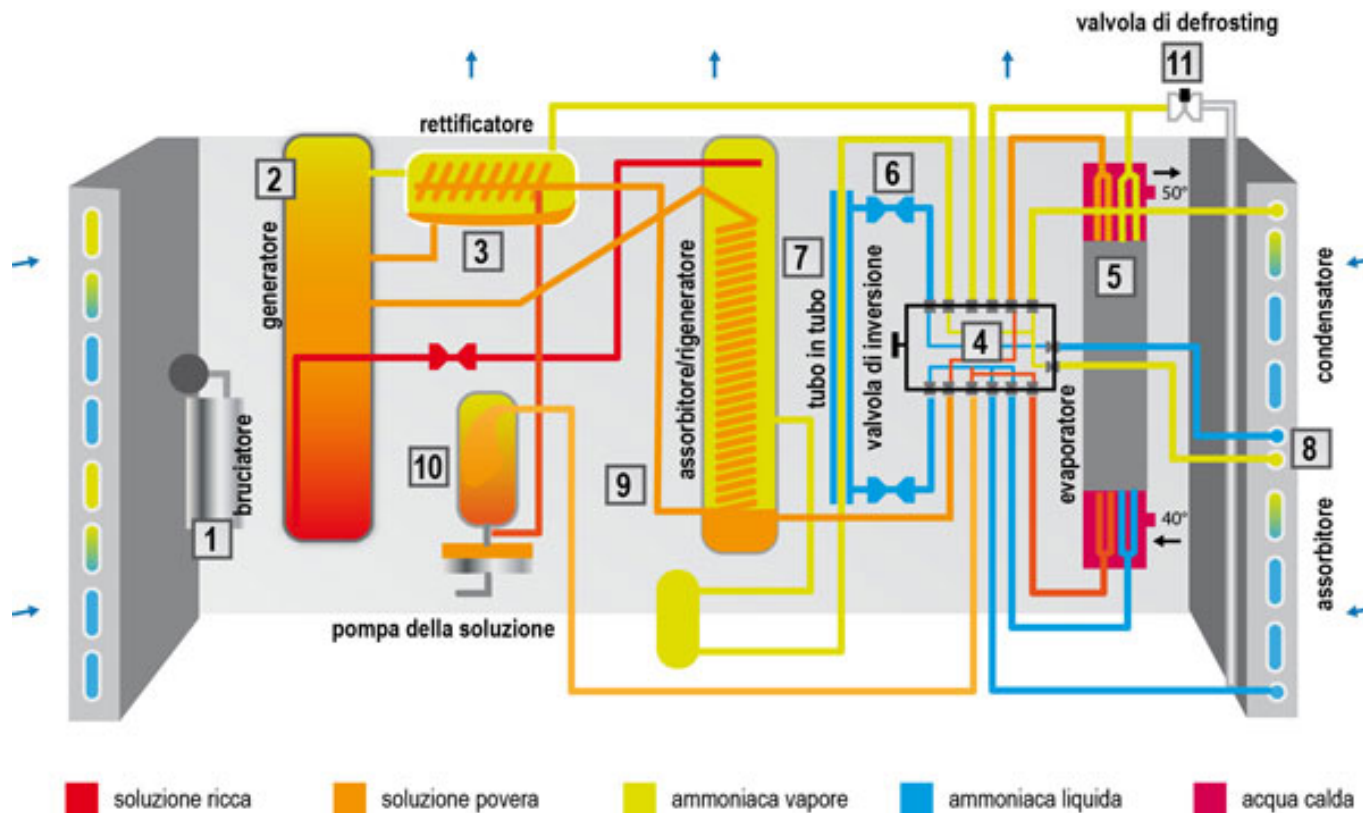 valvola di defrosting
11
rettificatore
2
6
50°
3
generatore
assorbitore/rigeneratore
7
tubo in tubo
valvola di inversione
4
5
evaporatore
condensatore
8
assorbitore
bruciatore
1
10
9
40°
pompa della soluzione
soluzione ricca
soluzione povera
ammoniaca vapore
ammoniaca liquida
acqua calda